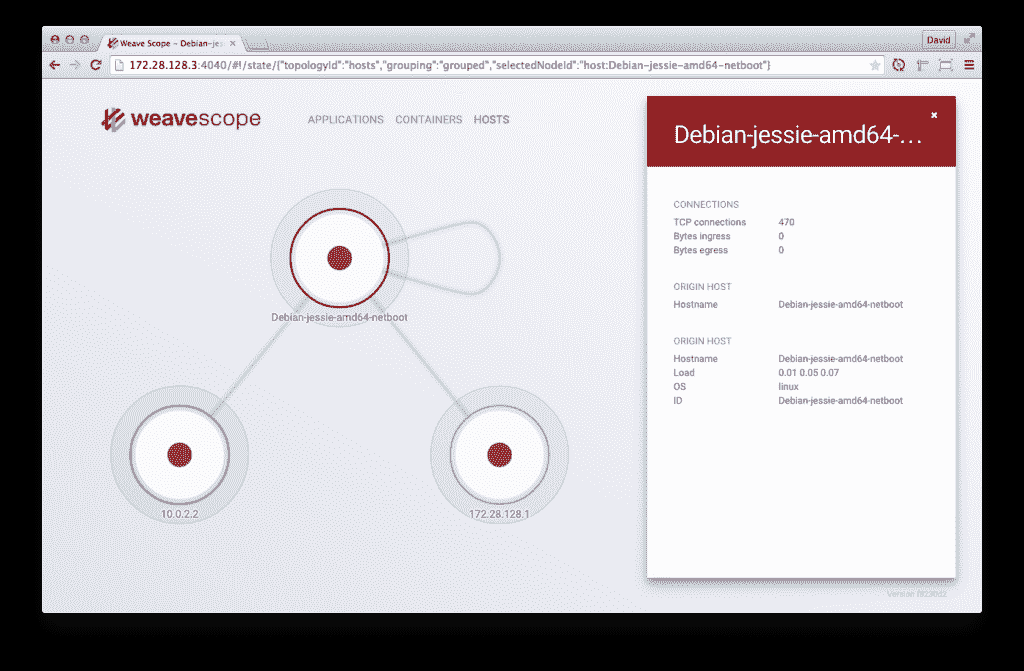 Weave Scope – Debian-jes
David
172.28.128.3:4040/#!/state/{"topologyId":"hosts","grouping":"grouped","selectedNodeId":"host:Debian-jessie-amd64-netboot"}
weavescope
APPLICATIONS CONTAINERS HOSTS
Debian-jessie-amd64-netboot
10.0.2.2
172.28.128.1
Debian-jessie-amd64-...
CONNECTIONS
TCP connections 470
Bytes ingress 0
Bytes egress 0
ORIGIN HOST
Hostname Debian-jessie-amd64-netboot
ORIGIN HOST
Hostname Debian-jessie-amd64-netboot
Load 0.01 0.05 0.07
OS linux
ID Debian-jessie-amd64-netboot
Version